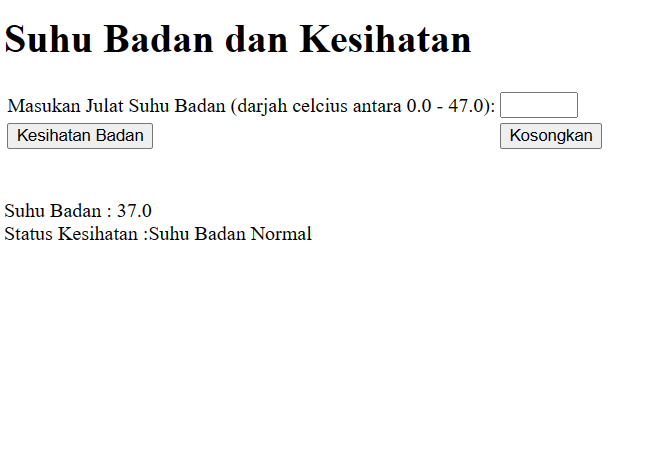 Suhu Badan dan Kesihatan
Masukan Julat Suhu Badan (darjah celcius antara 0.0 - 47.0):
Kesihatan Badan Kosongkan
Suhu Badan : 37.0
Status Kesihatan :Suhu Badan Normal